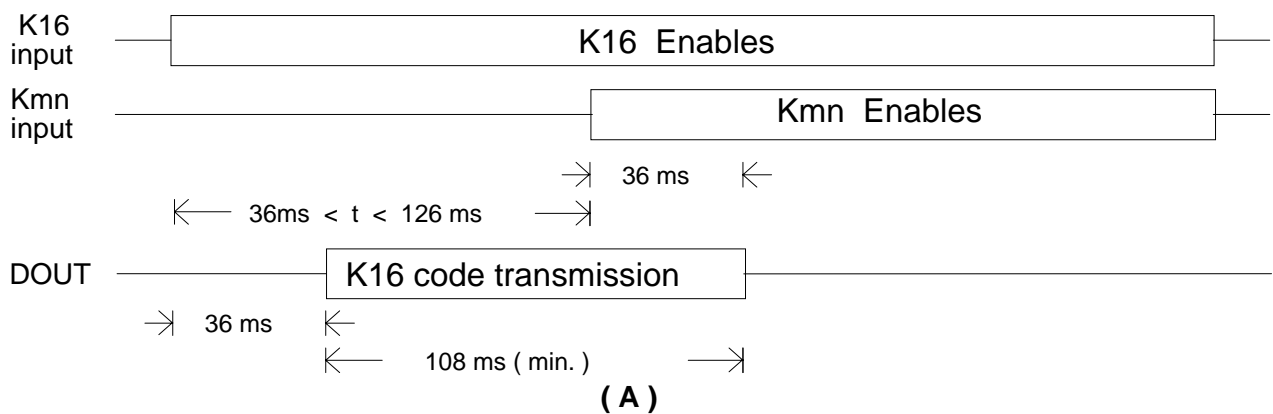 K16
input
K16 Enables
Kmn
input
Kmn Enables
36 ms
36ms < t < 126 ms
DOUT
K16 code transmission
36 ms
108 ms ( min. )
( A )